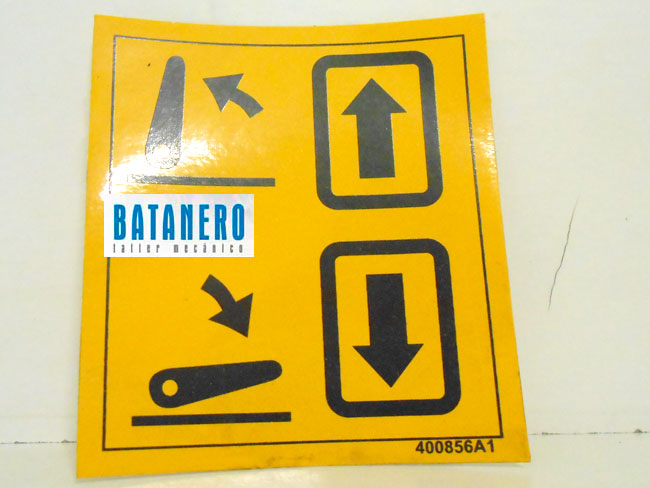 BATANERO
taller mecánico
400856A1